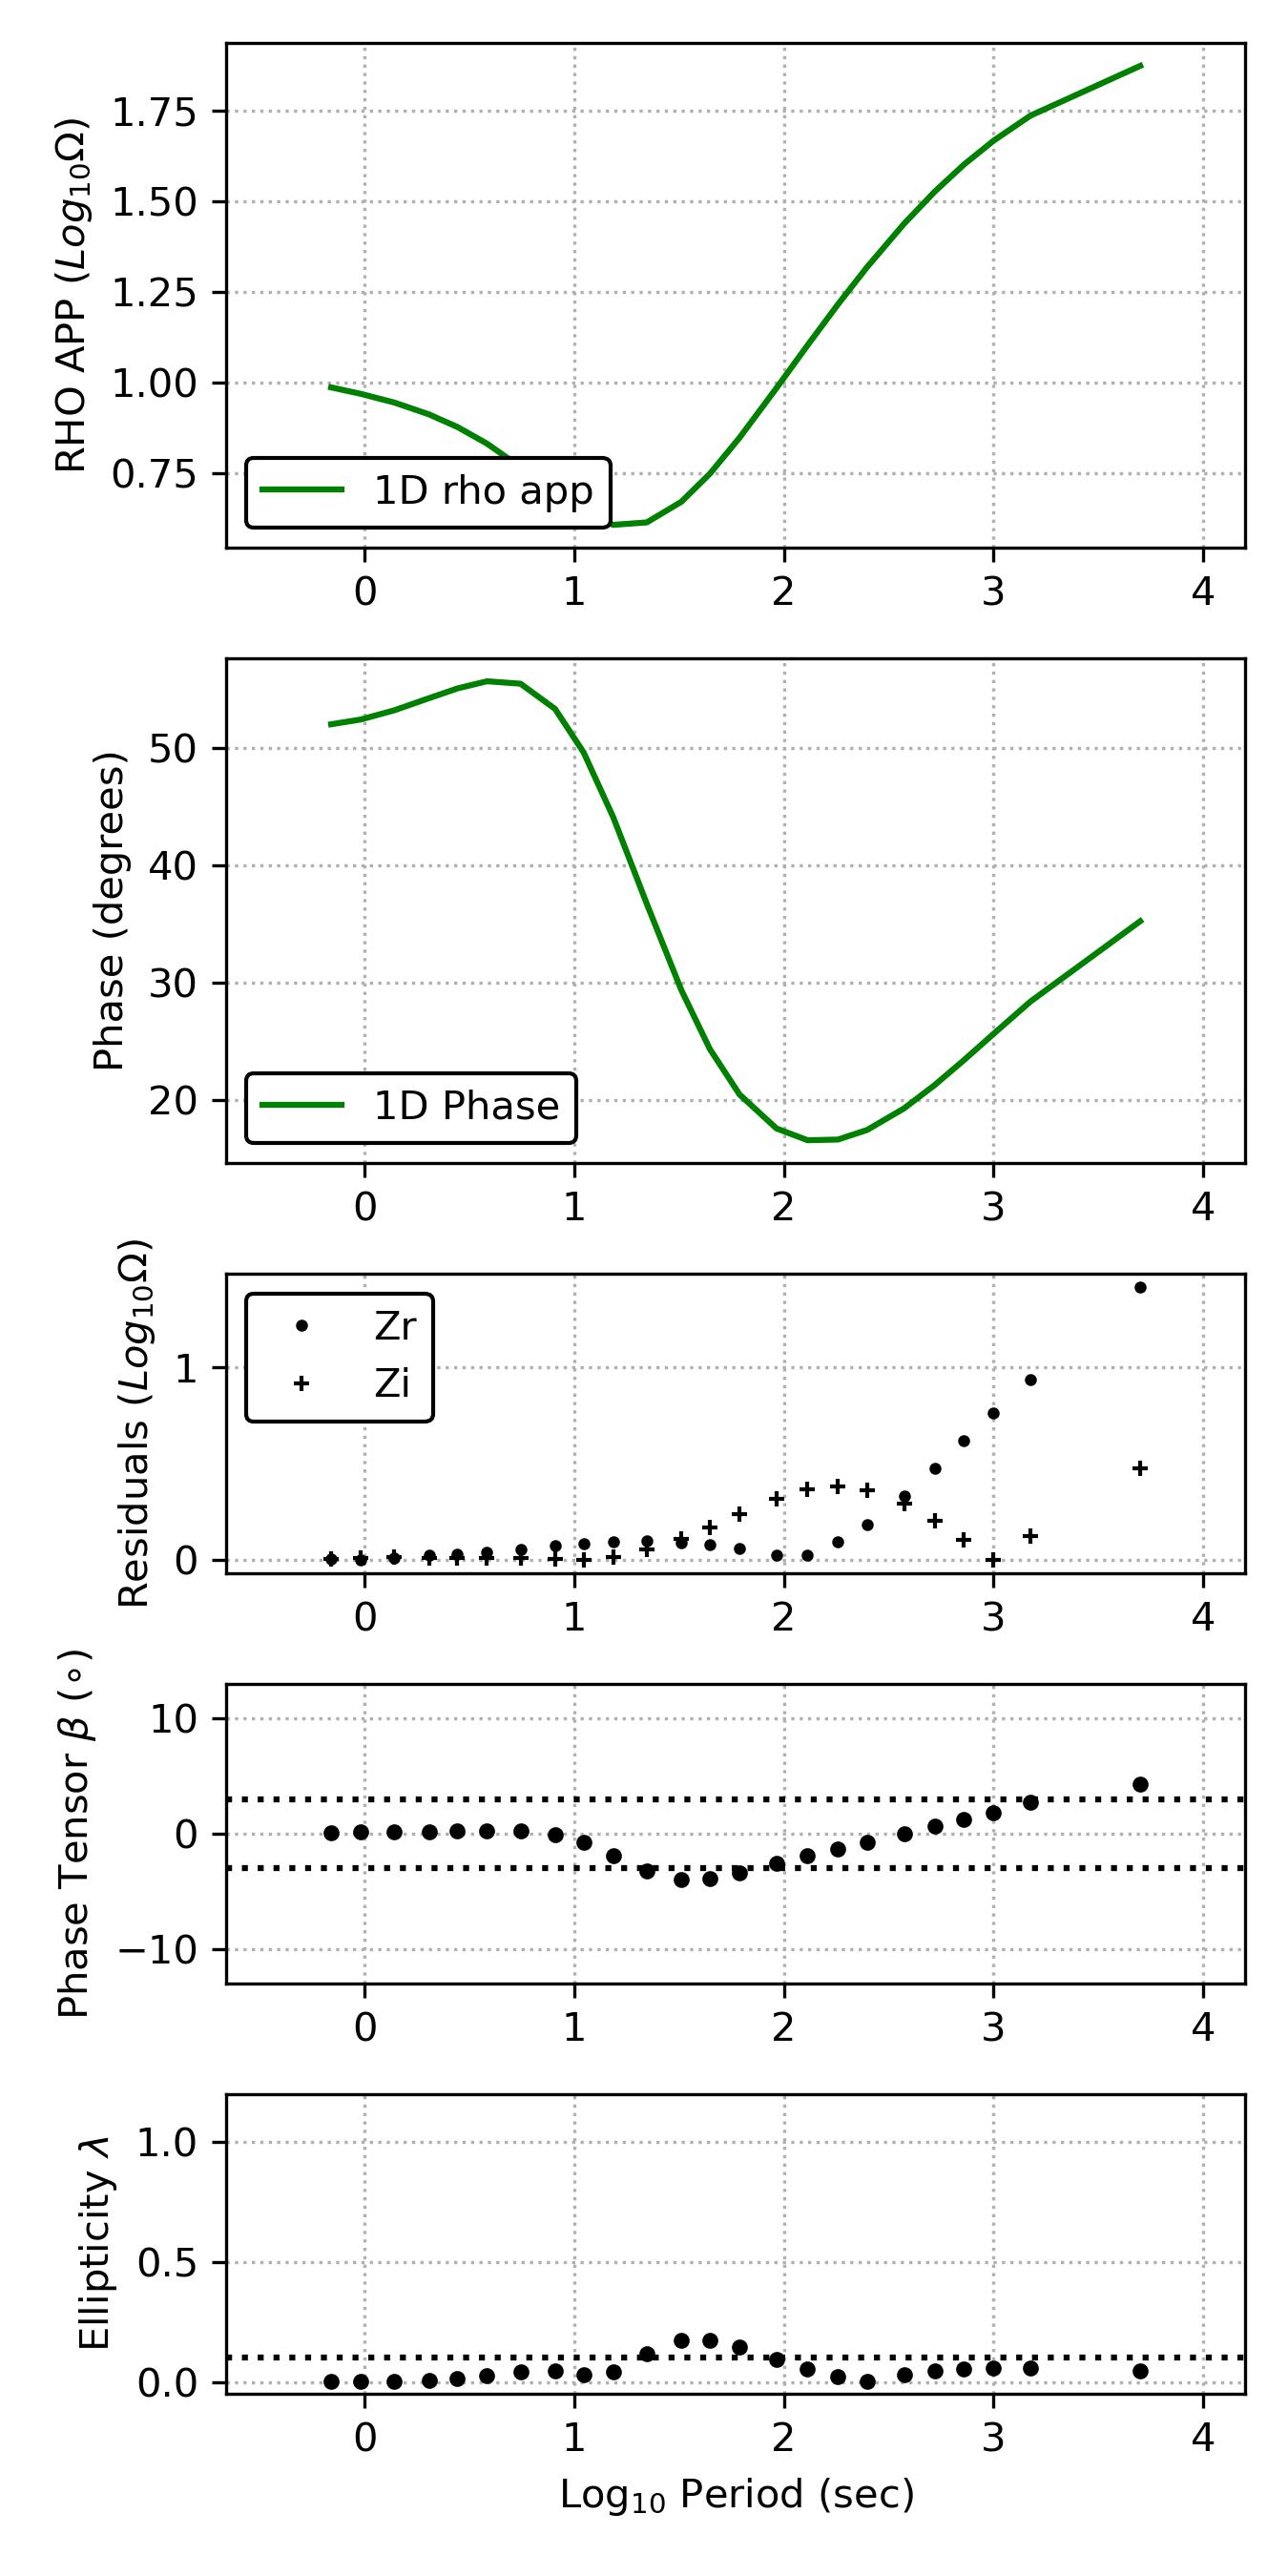 RHO APP (Log10Ω)
1.75
1.50
1.25
1.00
0.75
1D rho app
0 1 2 3 4
Phase (degrees)
50
40
30
20
1D Phase
0 1 2 3 4
Residuals (Log10Ω)
1
0
Zr
Zi
0 1 2 3 4
Phase Tensor β (∘)
10
0
−10
0 1 2 3 4
Ellipticity λ
1.0
0.5
0.0
0 1 2 3 4
Log10 Period (sec)